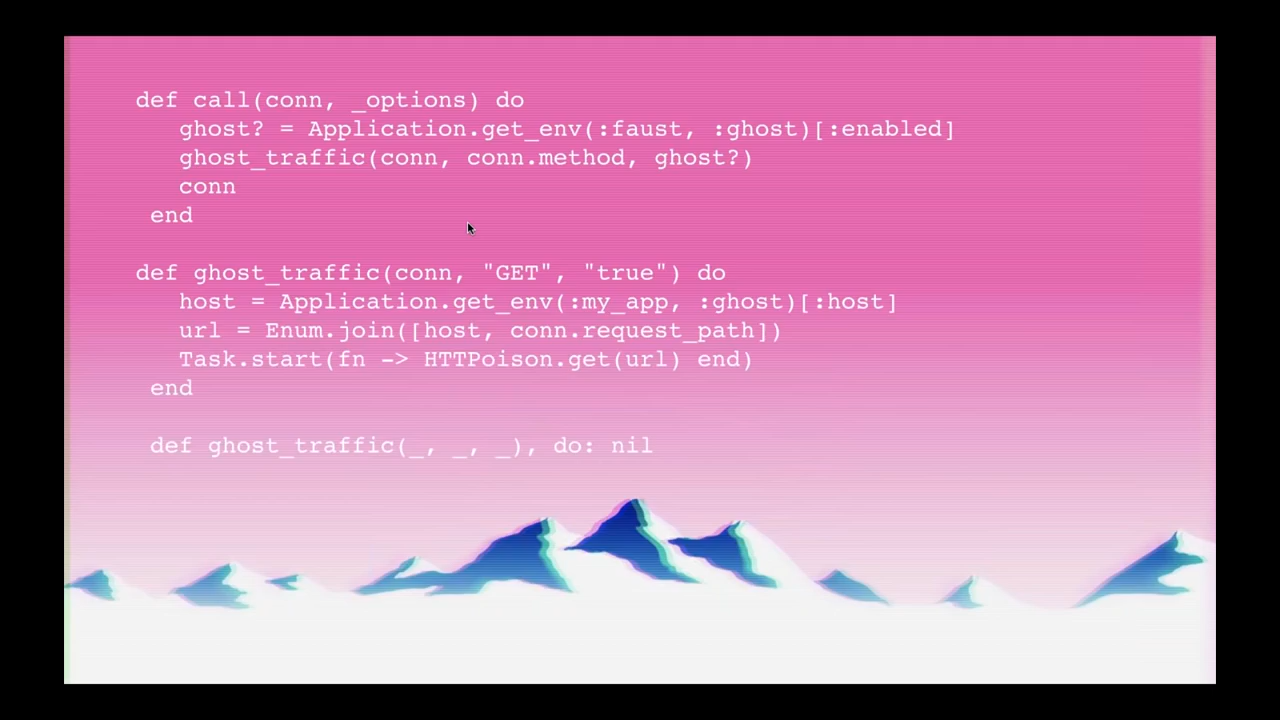 def call(conn, _options) do
ghost? = Application.get_env(:faust, :ghost)[:enabled]
ghost_traffic(conn, conn.method, ghost?)
conn
end
def ghost_traffic(conn, "GET", "true") do
host = Application.get_env(:my_app, :ghost)[:host]
url = Enum.join([host, conn.request_path])
Task.start(fn -> HTTPoison.get(url) end)
end
def ghost_traffic(_, _, _), do: nil